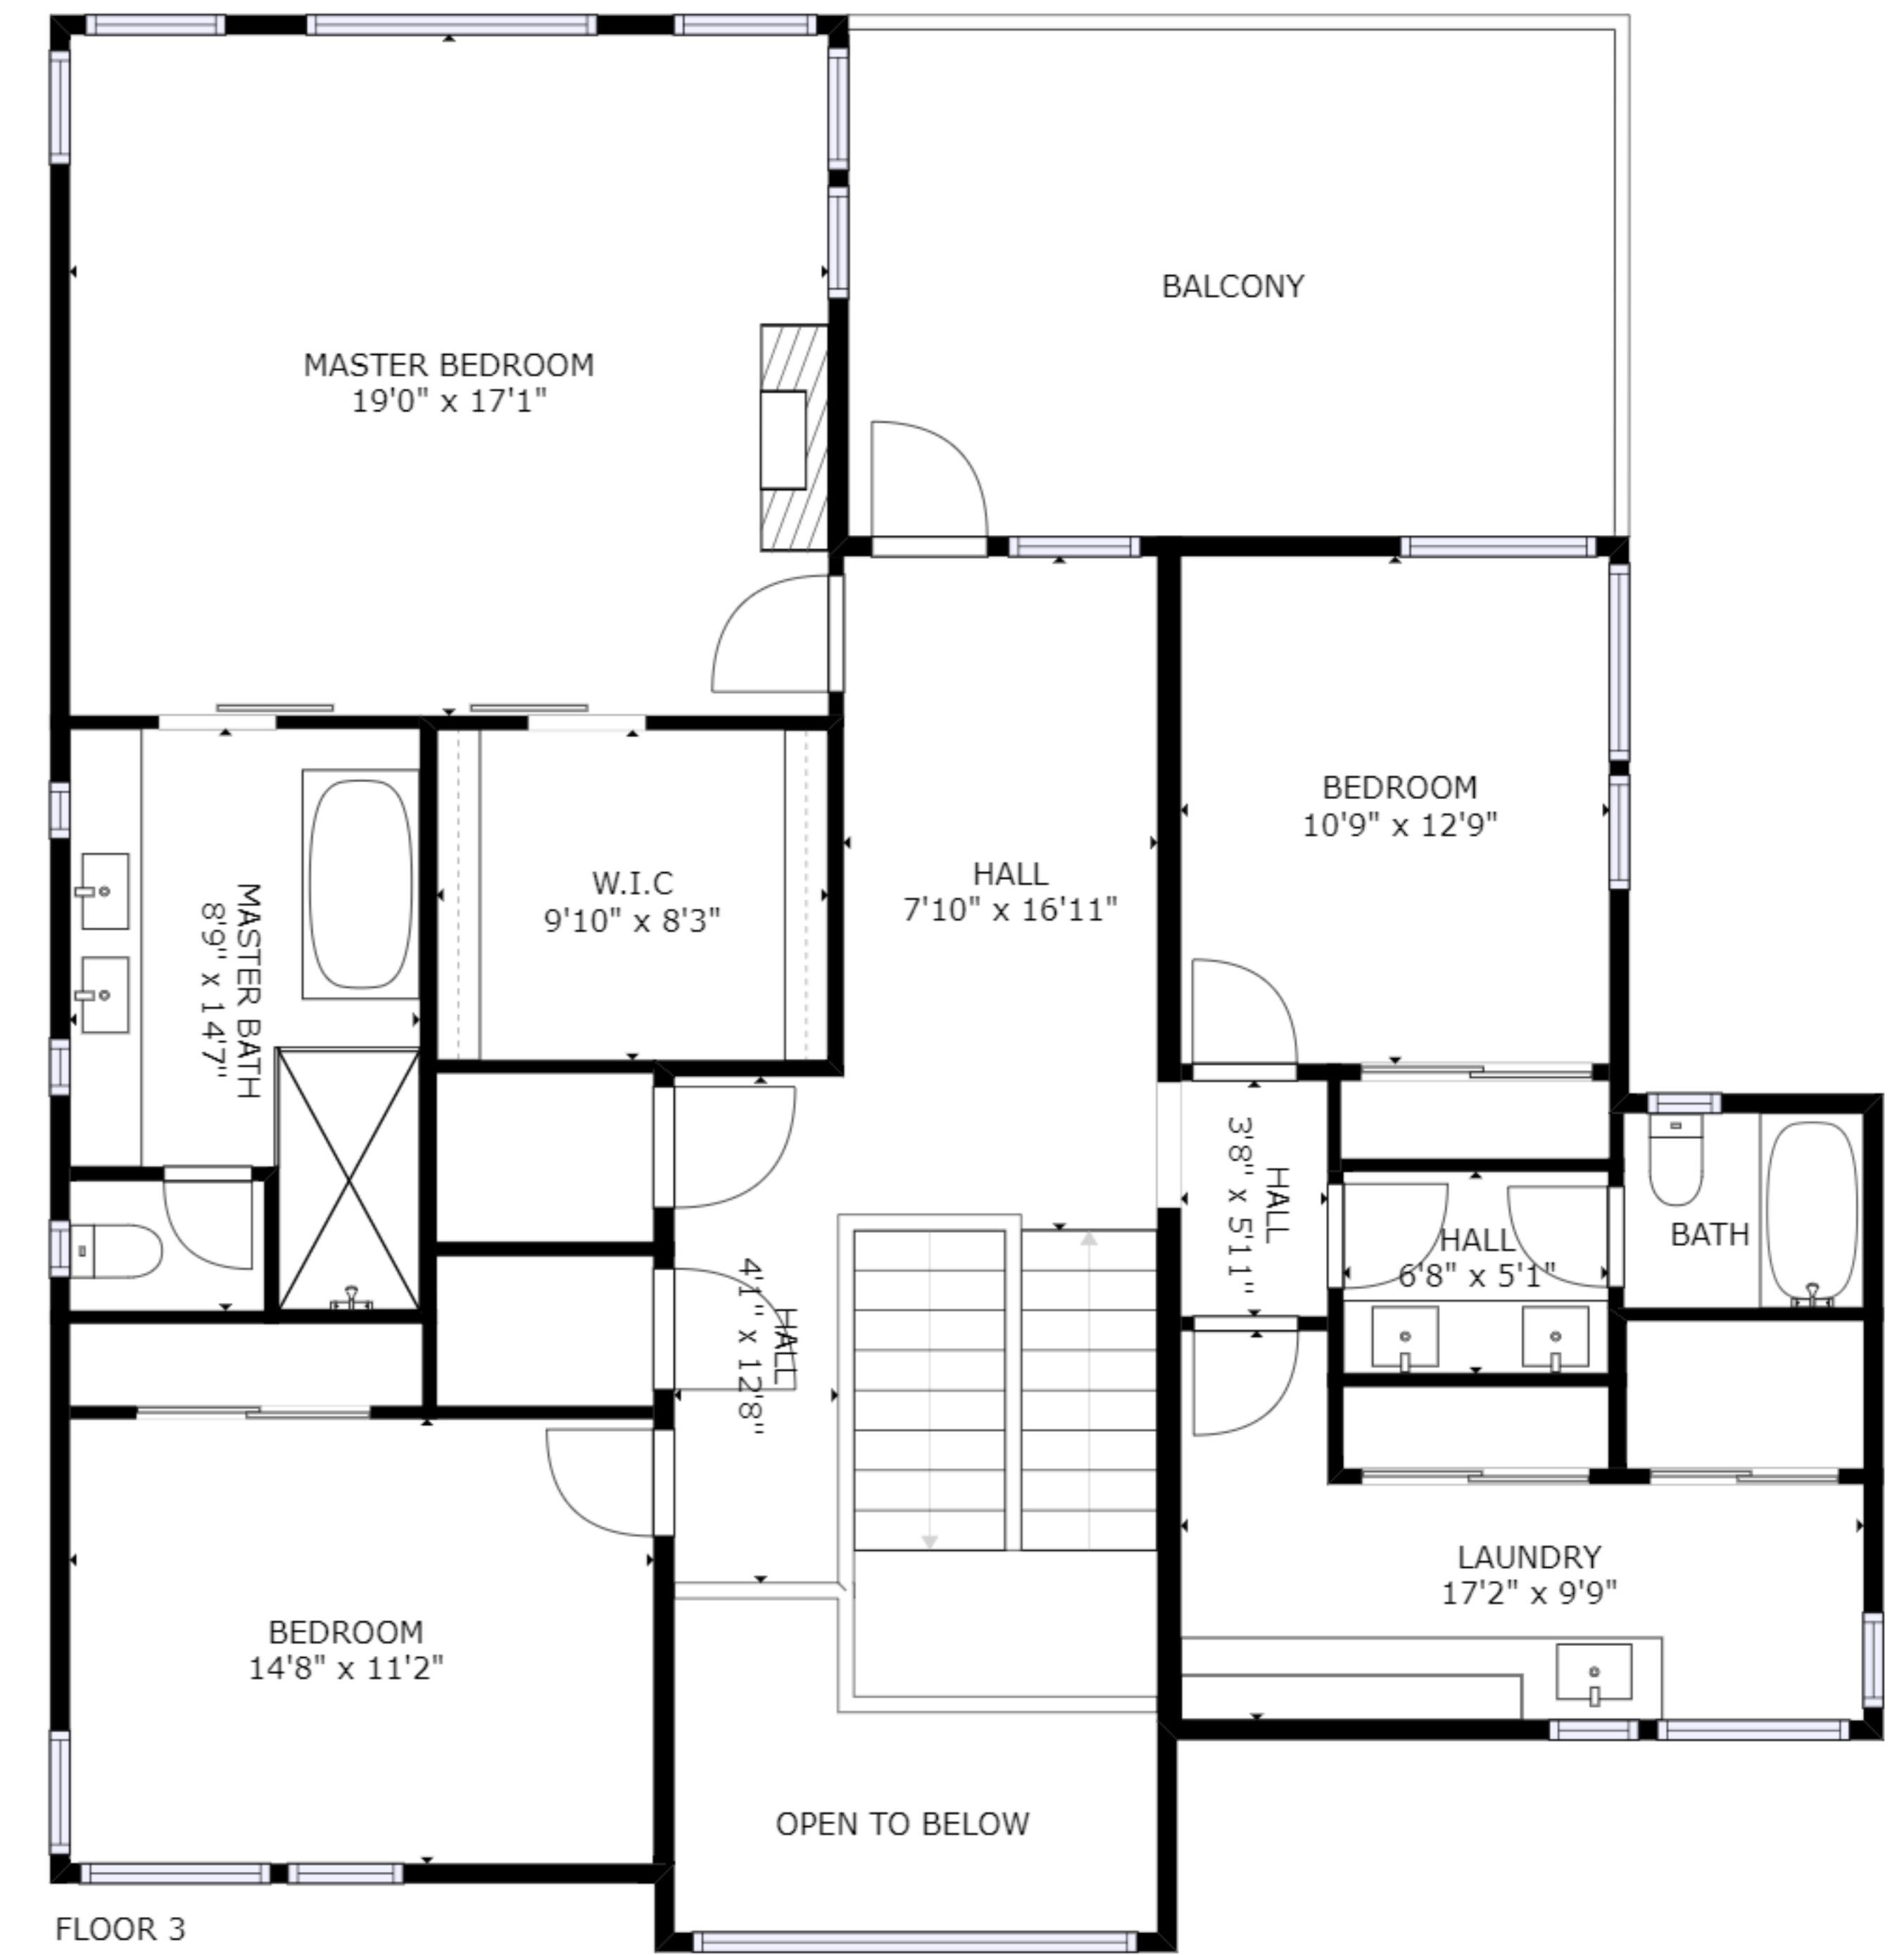 BALCONY
MASTER BEDROOM
19'0" x 17'1"
BEDROOM
10'9" x 12'9"
W.I.C
9'10" x 8'3"
HALL
7'10" x 16'11"
MASTER BATH
8'9" x 14'7"
HALL
3'8" x 5'11"
HALL
6'8" x 5'1"
BATH
HALL
4'1" x 12'8"
LAUNDRY
17'2" x 9'9"
BEDROOM
14'8" x 11'2"
OPEN TO BELOW
FLOOR 3